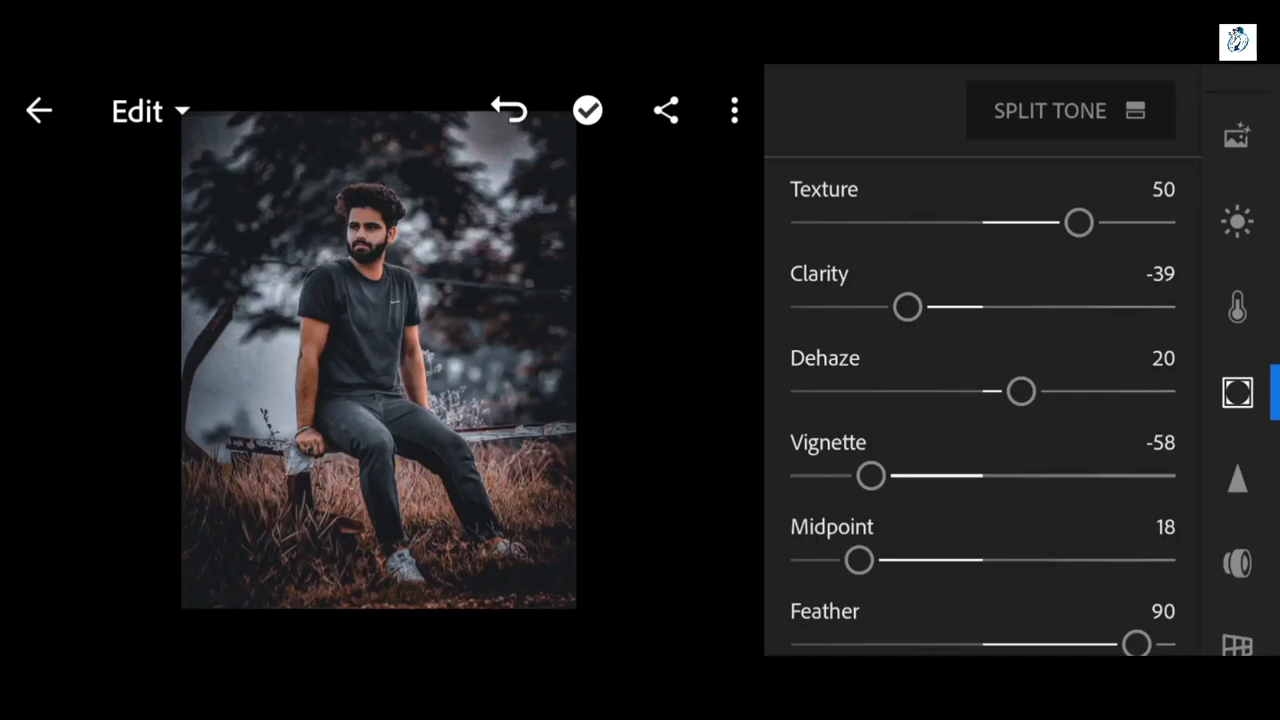 Edit
SPLIT TONE
Texture 50
Clarity -39
Dehaze 20
Vignette -58
Midpoint 18
Feather 90